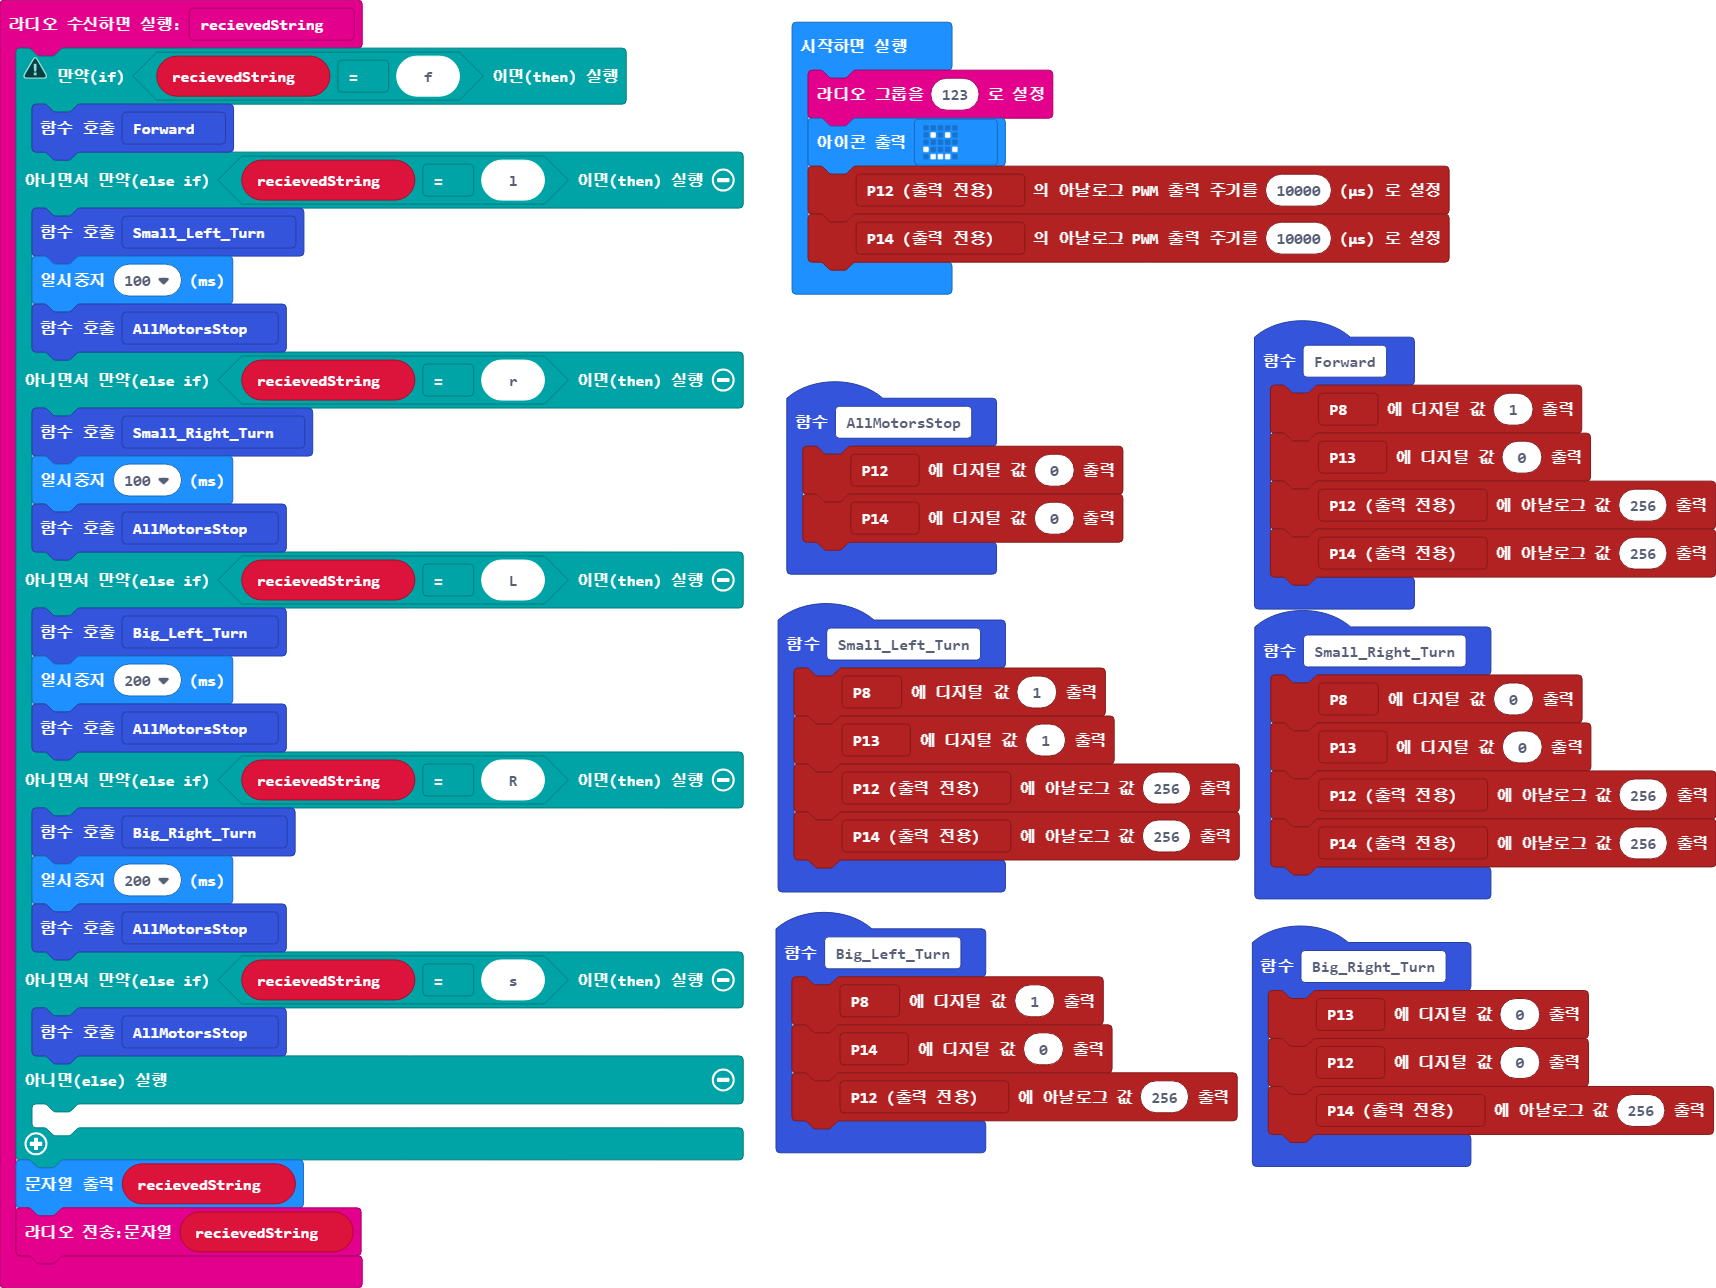 라디오 수신하면 실행: recievedString
만약(if) recievedString = f 이면(then) 실행
함수 호출 Forward
아니면서 만약(else if) recievedString = l 이면(then) 실행
함수 호출 Small_Left_Turn
일시중지 100 (ms)
함수 호출 AllMotorsStop
아니면서 만약(else if) recievedString = r 이면(then) 실행
함수 호출 Small_Right_Turn
일시중지 100 (ms)
함수 호출 AllMotorsStop
아니면서 만약(else if) recievedString = L 이면(then) 실행
함수 호출 Big_Left_Turn
일시중지 200 (ms)
함수 호출 AllMotorsStop
아니면서 만약(else if) recievedString = R 이면(then) 실행
함수 호출 Big_Right_Turn
일시중지 200 (ms)
함수 호출 AllMotorsStop
아니면서 만약(else if) recievedString = s 이면(then) 실행
함수 호출 AllMotorsStop
아니면(else) 실행
문자열 출력 recievedString
라디오 전송:문자열 recievedString
시작하면 실행
라디오 그룹을 123 로 설정
아이콘 출력
P12 (출력 전용) 의 아날로그 PWM 출력 주기를 10000 (µs) 로 설정
P14 (출력 전용) 의 아날로그 PWM 출력 주기를 10000 (µs) 로 설정
함수 AllMotorsStop
P12 에 디지털 값 0 출력
P14 에 디지털 값 0 출력
함수 Forward
P8 에 디지털 값 1 출력
P13 에 디지털 값 0 출력
P12 (출력 전용) 에 아날로그 값 256 출력
P14 (출력 전용) 에 아날로그 값 256 출력
함수 Small_Left_Turn
P8 에 디지털 값 1 출력
P13 에 디지털 값 1 출력
P12 (출력 전용) 에 아날로그 값 256 출력
P14 (출력 전용) 에 아날로그 값 256 출력
함수 Small_Right_Turn
P8 에 디지털 값 0 출력
P13 에 디지털 값 0 출력
P12 (출력 전용) 에 아날로그 값 256 출력
P14 (출력 전용) 에 아날로그 값 256 출력
함수 Big_Left_Turn
P8 에 디지털 값 1 출력
P14 에 디지털 값 0 출력
P12 (출력 전용) 에 아날로그 값 256 출력
함수 Big_Right_Turn
P13 에 디지털 값 0 출력
P12 에 디지털 값 0 출력
P14 (출력 전용) 에 아날로그 값 256 출력